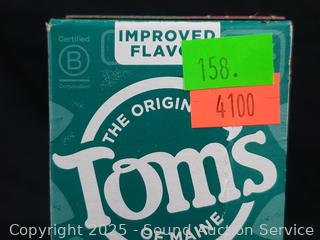 Certified
B
Corporation
IMPROVED
FLAVO
158.
4100
THE ORIGIN
Tom's
OF MAINE
Copyright 2025 - Sound Auction Service